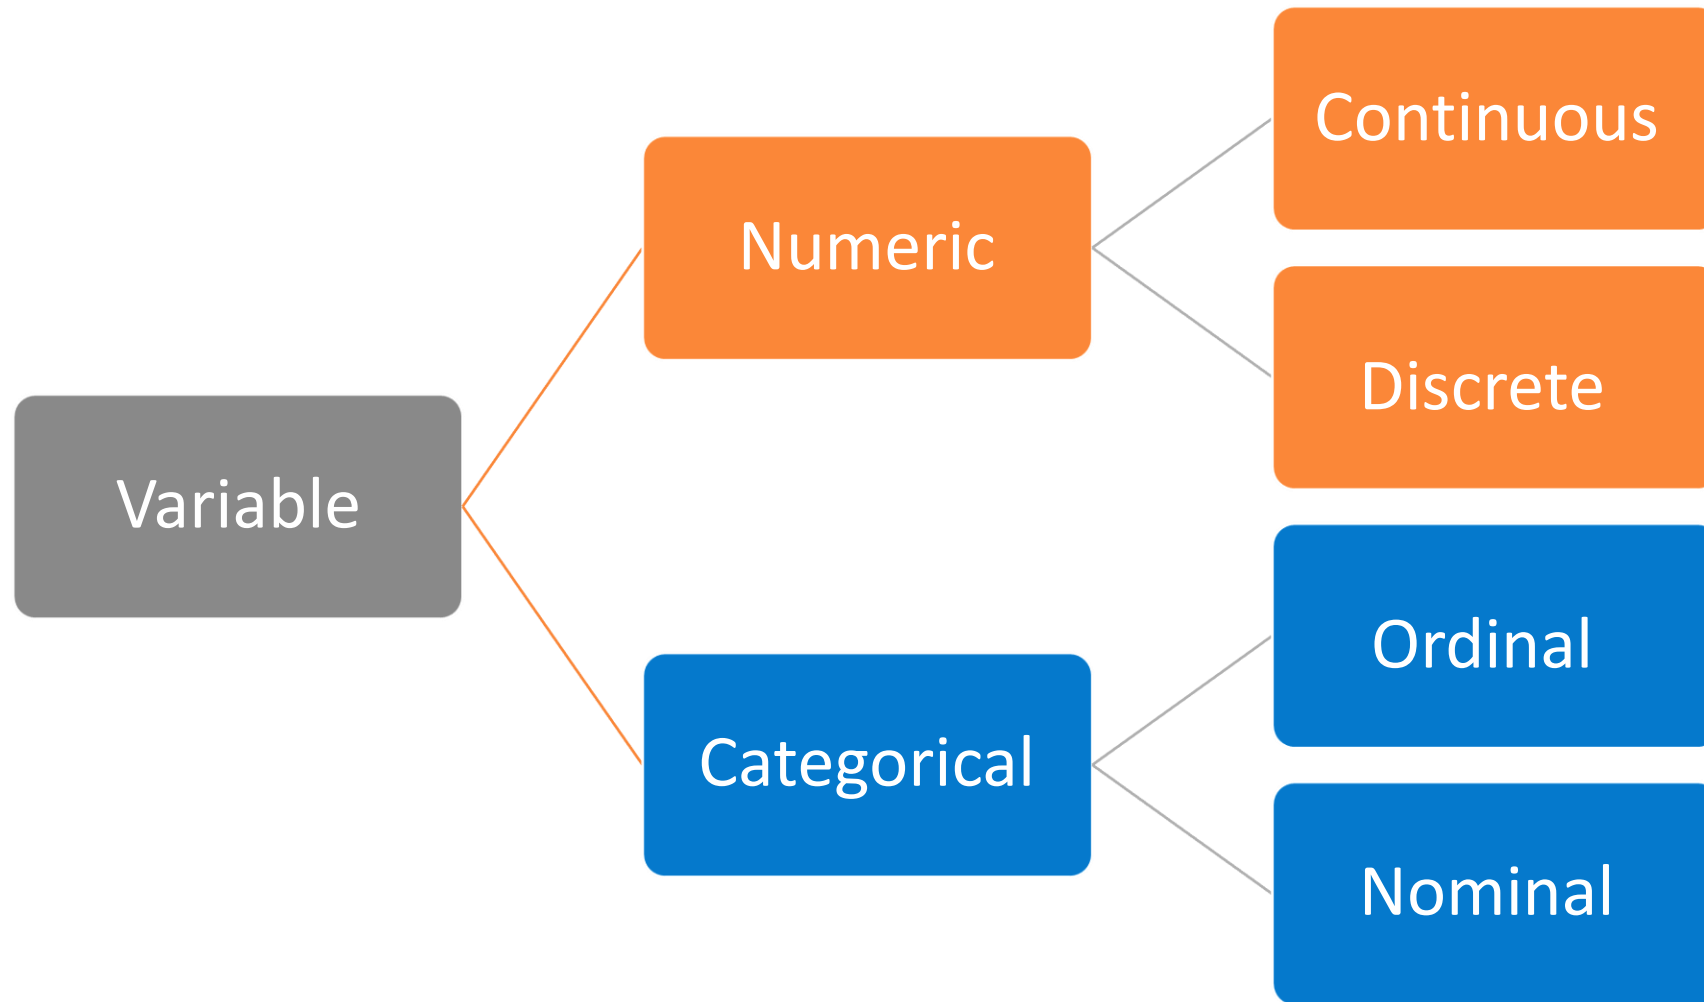 Variable
Numeric
Continuous
Discrete
Categorical
Ordinal
Nominal